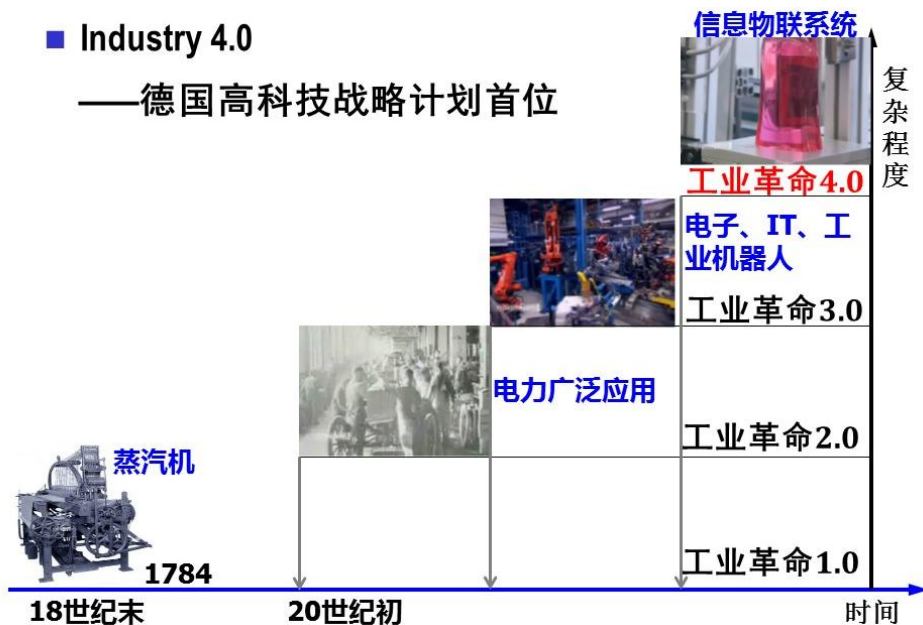 Industry 4.0
——德国高科技战略计划首位
信息物联系统
复杂程度
工业革命4.0
电子、IT、工
业机器人
工业革命3.0
电力广泛应用
工业革命2.0
蒸汽机
1784
工业革命1.0
18世纪末
20世纪初
时间